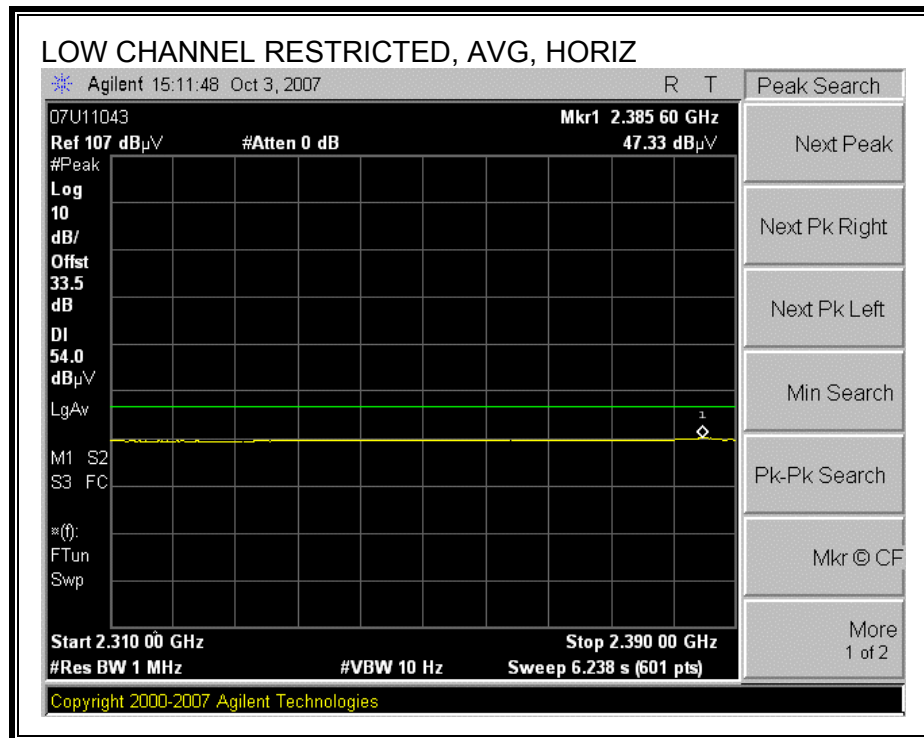 LOW CHANNEL RESTRICTED, AVG, HORIZ
Agilent 15:11:48 Oct 3, 2007 R T
Peak Search
07U11043
Mkr1 2.385 60 GHz
Ref 107 dBµV #Atten 0 dB 47.33 dBµV
#Peak
Log
10
dB/
Offst
33.5
dB
DI
54.0
dBµV
LgAv
1
M1 S2
S3 FC
¤(f):
FTun
Swp
Start 2.310 00 GHz Stop 2.390 00 GHz
#Res BW 1 MHz #VBW 10 Hz Sweep 6.238 s (601 pts)
Copyright 2000-2007 Agilent Technologies
Next Peak
Next Pk Right
Next Pk Left
Min Search
Pk-Pk Search
Mkr © CF
More
1 of 2